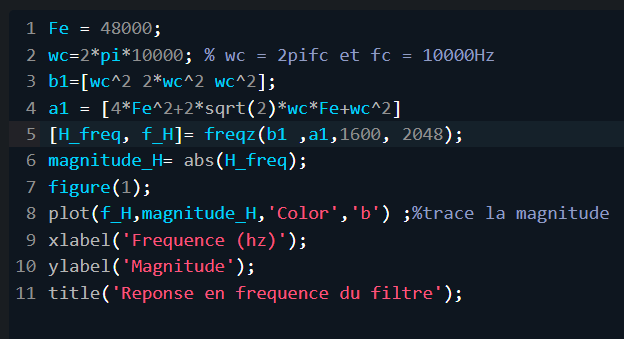 1 Fe = 48000;
2 wc=2*pi*10000; % wc = 2pifc et fc = 10000Hz
3 b1=[wc^2 2*wc^2 wc^2];
4 a1 = [4*Fe^2+2*sqrt(2)*wc*Fe+wc^2]
5 [H_freq, f_H]= freqz(b1 ,a1,1600, 2048);
6 magnitude_H= abs(H_freq);
7 figure(1);
8 plot(f_H,magnitude_H,'Color','b') ;%trace la magnitude
9 xlabel('Frequence (hz)');
10 ylabel('Magnitude');
11 title('Reponse en frequence du filtre');